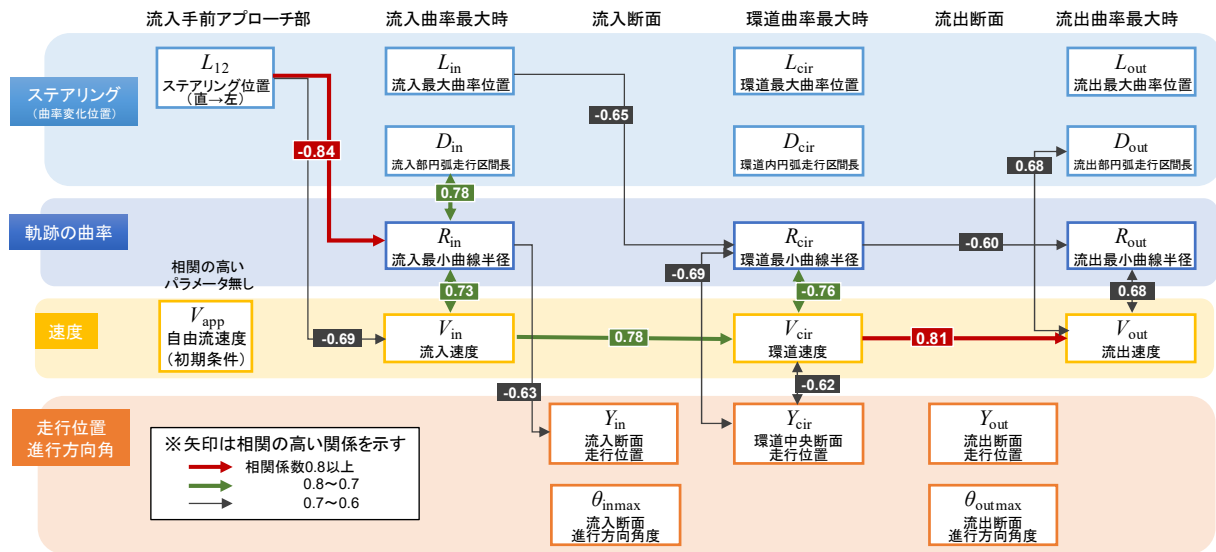 流入手前アプローチ部
流入曲率最大時
流入断面
環道曲率最大時
流出断面
流出曲率最大時
ステアリング
（曲率変化位置）
L12
ステアリング位置
（直→左）
Lin
流入最大曲率位置
Lcir
環道最大曲率位置
Lout
流出最大曲率位置
-0.65
-0.84
Din
流入部円弧走行区間長
Dcir
環道内円弧走行区間長
Dout
流出部円弧走行区間長
0.68
0.78
軌跡の曲率
Rin
流入最小曲線半径
Rcir
環道最小曲線半径
-0.60
Rout
流出最小曲線半径
相関の高い
パラメータ無し
-0.69
0.73
-0.76
0.68
速度
Vapp
自由流速度
（初期条件）
-0.69
Vin
流入速度
0.78
Vcir
環道速度
0.81
Vout
流出速度
-0.63
-0.62
走行位置
進行方向角
Yin
流入断面
走行位置
Ycir
環道中央断面
走行位置
Yout
流出断面
走行位置
θinmax
流入断面
進行方向角度
θoutmax
流出断面
進行方向角度
※矢印は相関の高い関係を示す
相関係数0.8以上
0.8～0.7
0.7～0.6